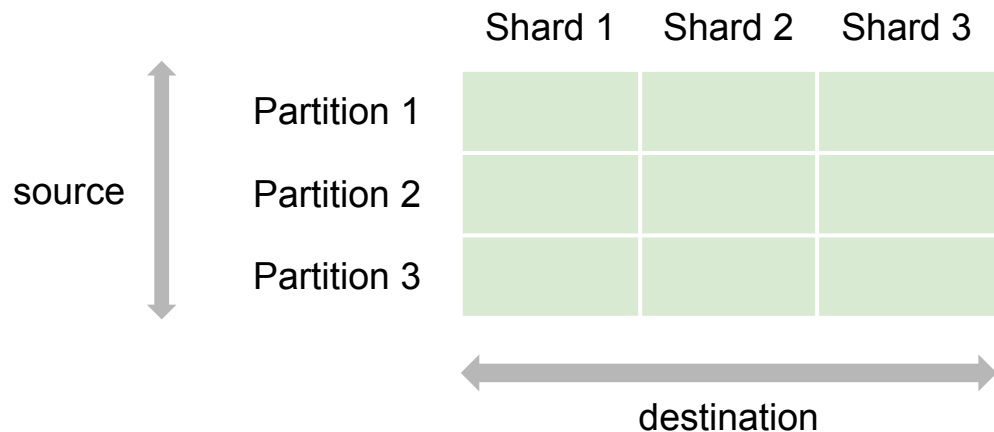 Shard 1 Shard 2 Shard 3
Partition 1
source
Partition 2
Partition 3
destination